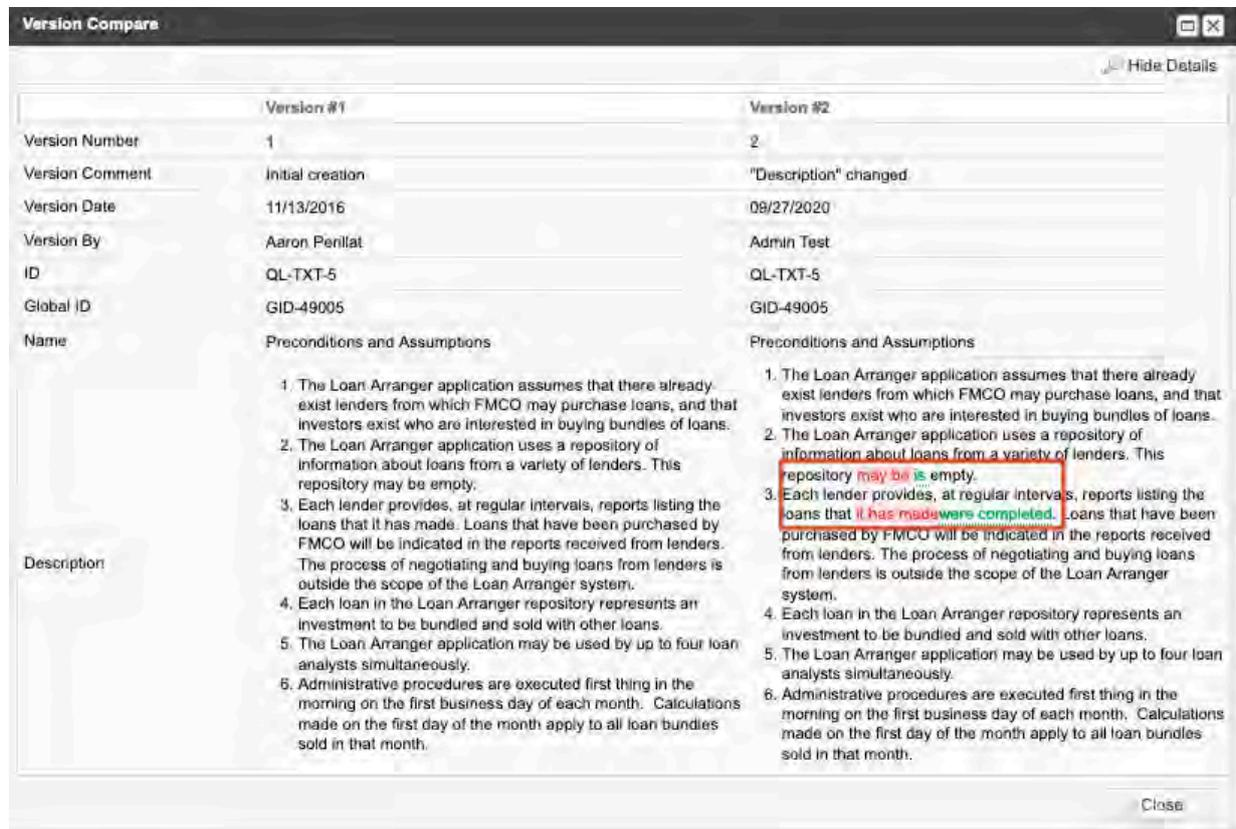 Version Compare
Hide Details
Version #1 Version #2
Version Number 1 2
Version Comment Initial creation "Description" changed
Version Date 11/13/2016 09/27/2020
Version By Aaron Perillat Admin Test
ID QL-TXT-5 QL-TXT-5
Global ID GID-49005 GID-49005
Name Preconditions and Assumptions Preconditions and Assumptions
Description
1. The Loan Arranger application assumes that there already
exist lenders from which FMCO may purchase loans, and that
investors exist who are interested in buying bundles of loans.
2. The Loan Arranger application uses a repository of
information about loans from a variety of lenders. This
repository may be empty.
3. Each lender provides, at regular intervals, reports listing the
loans that it has made. Loans that have been purchased by
FMCO will be indicated in the reports received from lenders.
The process of negotiating and buying loans from lenders is
outside the scope of the Loan Arranger system.
4. Each loan in the Loan Arranger repository represents an
investment to be bundled and sold with other loans.
5. The Loan Arranger application may be used by up to four loan
analysts simultaneously.
6. Administrative procedures are executed first thing in the
morning on the first business day of each month. Calculations
made on the first day of the month apply to all loan bundles
sold in that month.
1. The Loan Arranger application assumes that there already
exist lenders from which FMCO may purchase loans, and that
investors exist who are interested in buying bundles of loans.
2. The Loan Arranger application uses a repository of
information about loans from a variety of lenders. This
repository may be is empty.
3. Each lender provides, at regular intervals, reports listing the
loans that it has madewere completed. Loans that have been
purchased by FMCO will be indicated in the reports received
from lenders. The process of negotiating and buying loans
from lenders is outside the scope of the Loan Arranger
system.
4. Each loan in the Loan Arranger repository represents an
investment to be bundled and sold with other loans.
5. The Loan Arranger application may be used by up to four loan
analysts simultaneously.
6. Administrative procedures are executed first thing in the
morning on the first business day of each month. Calculations
made on the first day of the month apply to all loan bundles
sold in that month.
Close